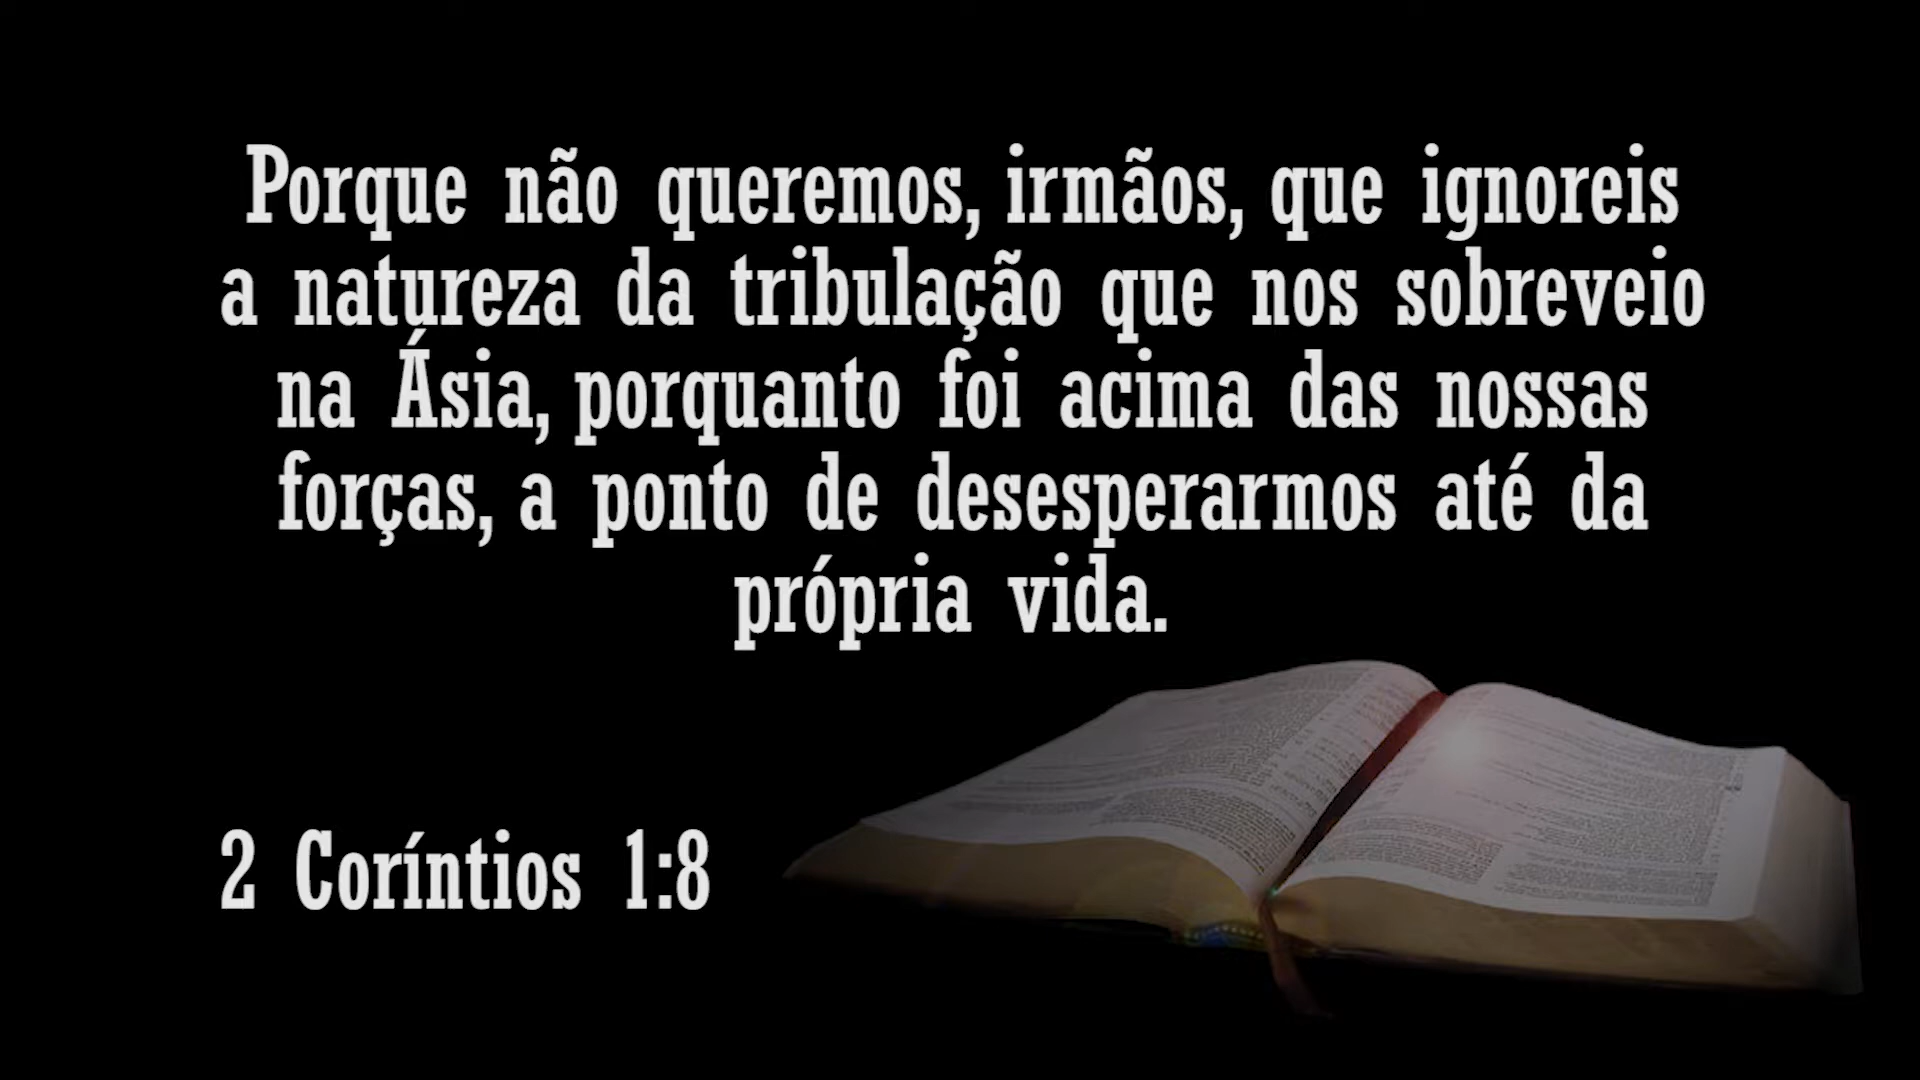 Porque não queremos, irmãos, que ignoreis
a natureza da tribulação que nos sobreveio
na Ásia, porquanto foi acima das nossas
forças, a ponto de desesperarmos até da
própria vida.
2 Coríntios 1:8